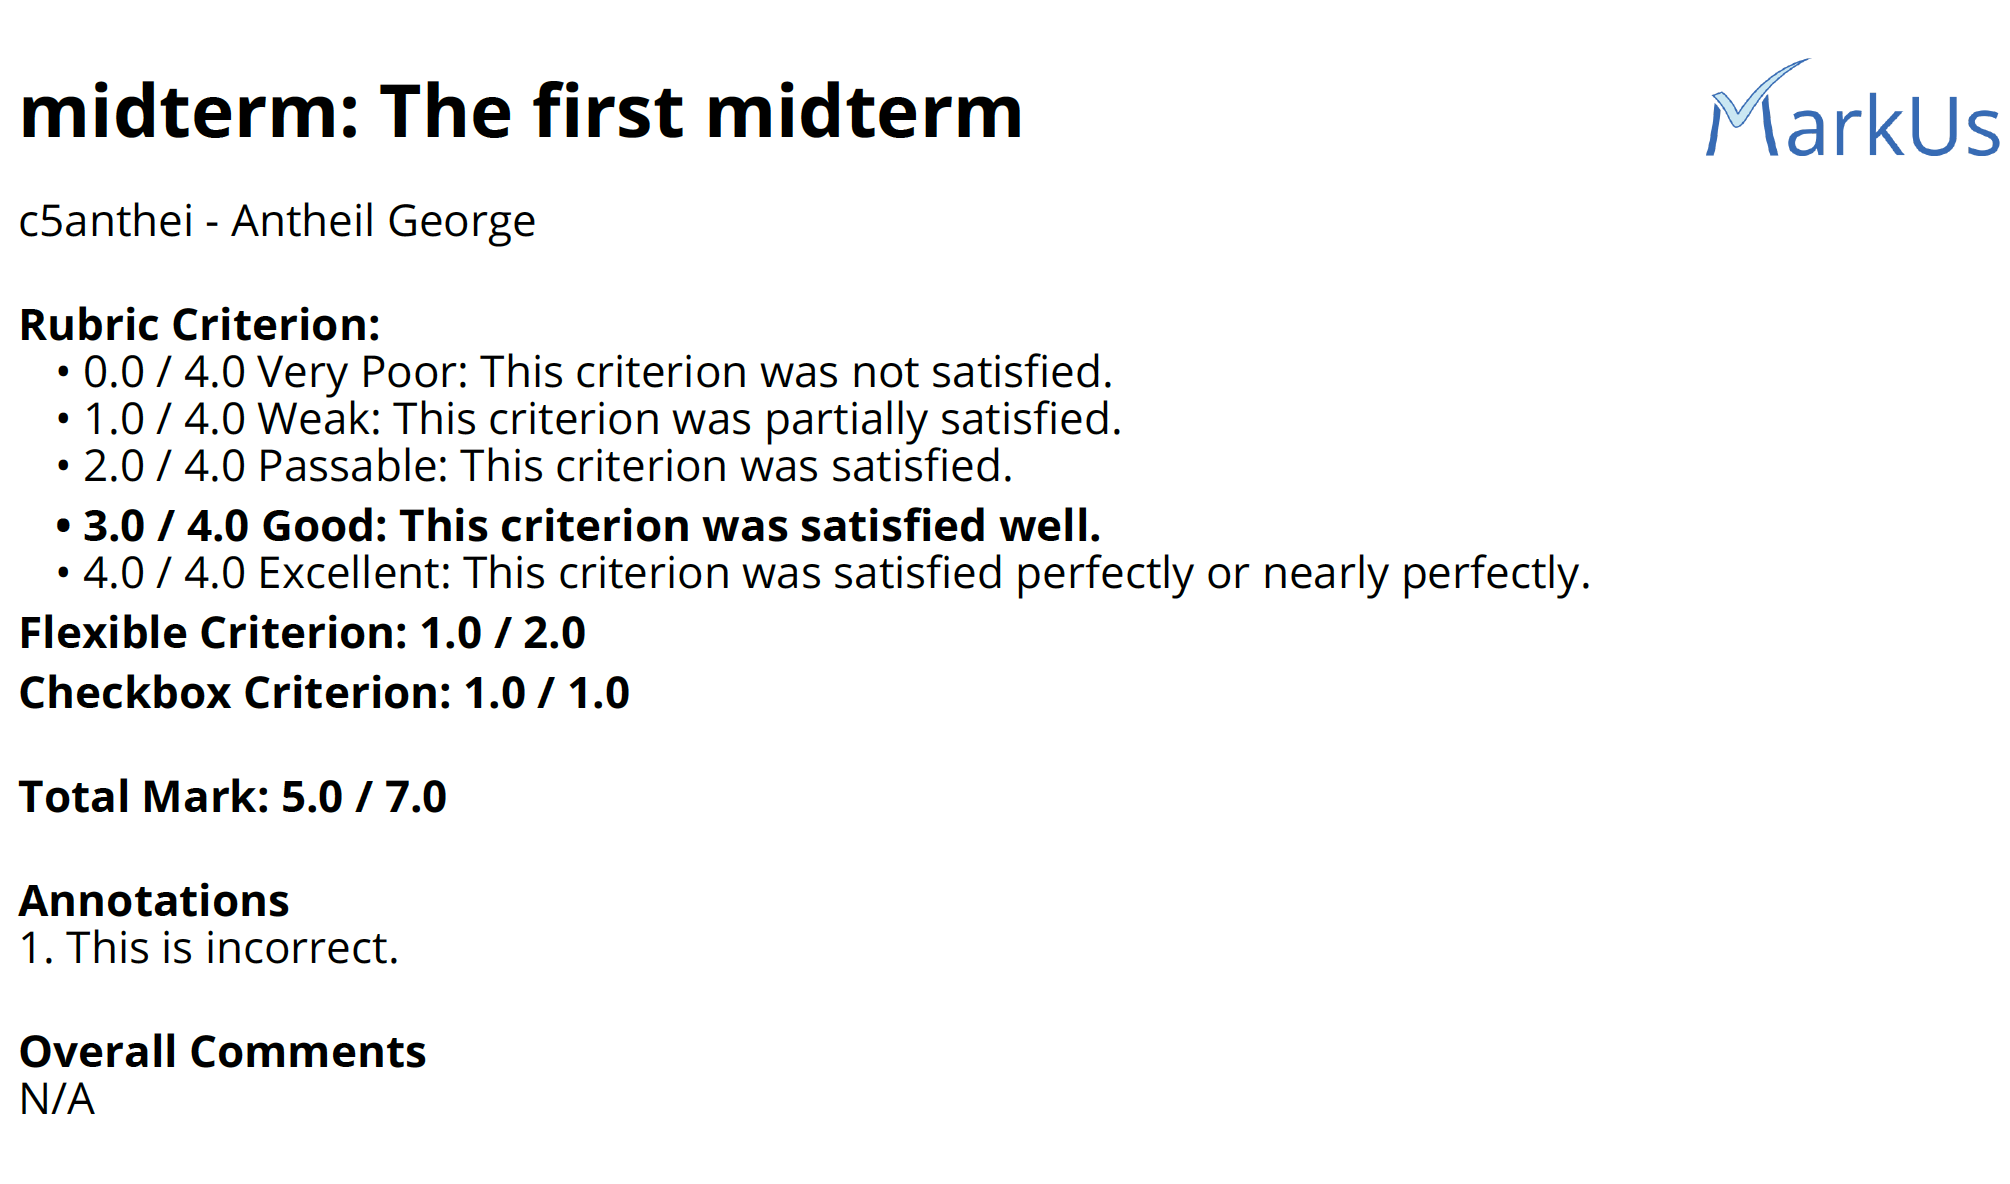 midterm: The first midterm
MarkUs
c5anthei - Antheil George
Rubric Criterion:
• 0.0 / 4.0 Very Poor: This criterion was not satisfied.
• 1.0 / 4.0 Weak: This criterion was partially satisfied.
• 2.0 / 4.0 Passable: This criterion was satisfied.
• 3.0 / 4.0 Good: This criterion was satisfied well.
• 4.0 / 4.0 Excellent: This criterion was satisfied perfectly or nearly perfectly.
Flexible Criterion: 1.0 / 2.0
Checkbox Criterion: 1.0 / 1.0
Total Mark: 5.0 / 7.0
Annotations
1. This is incorrect.
Overall Comments
N/A